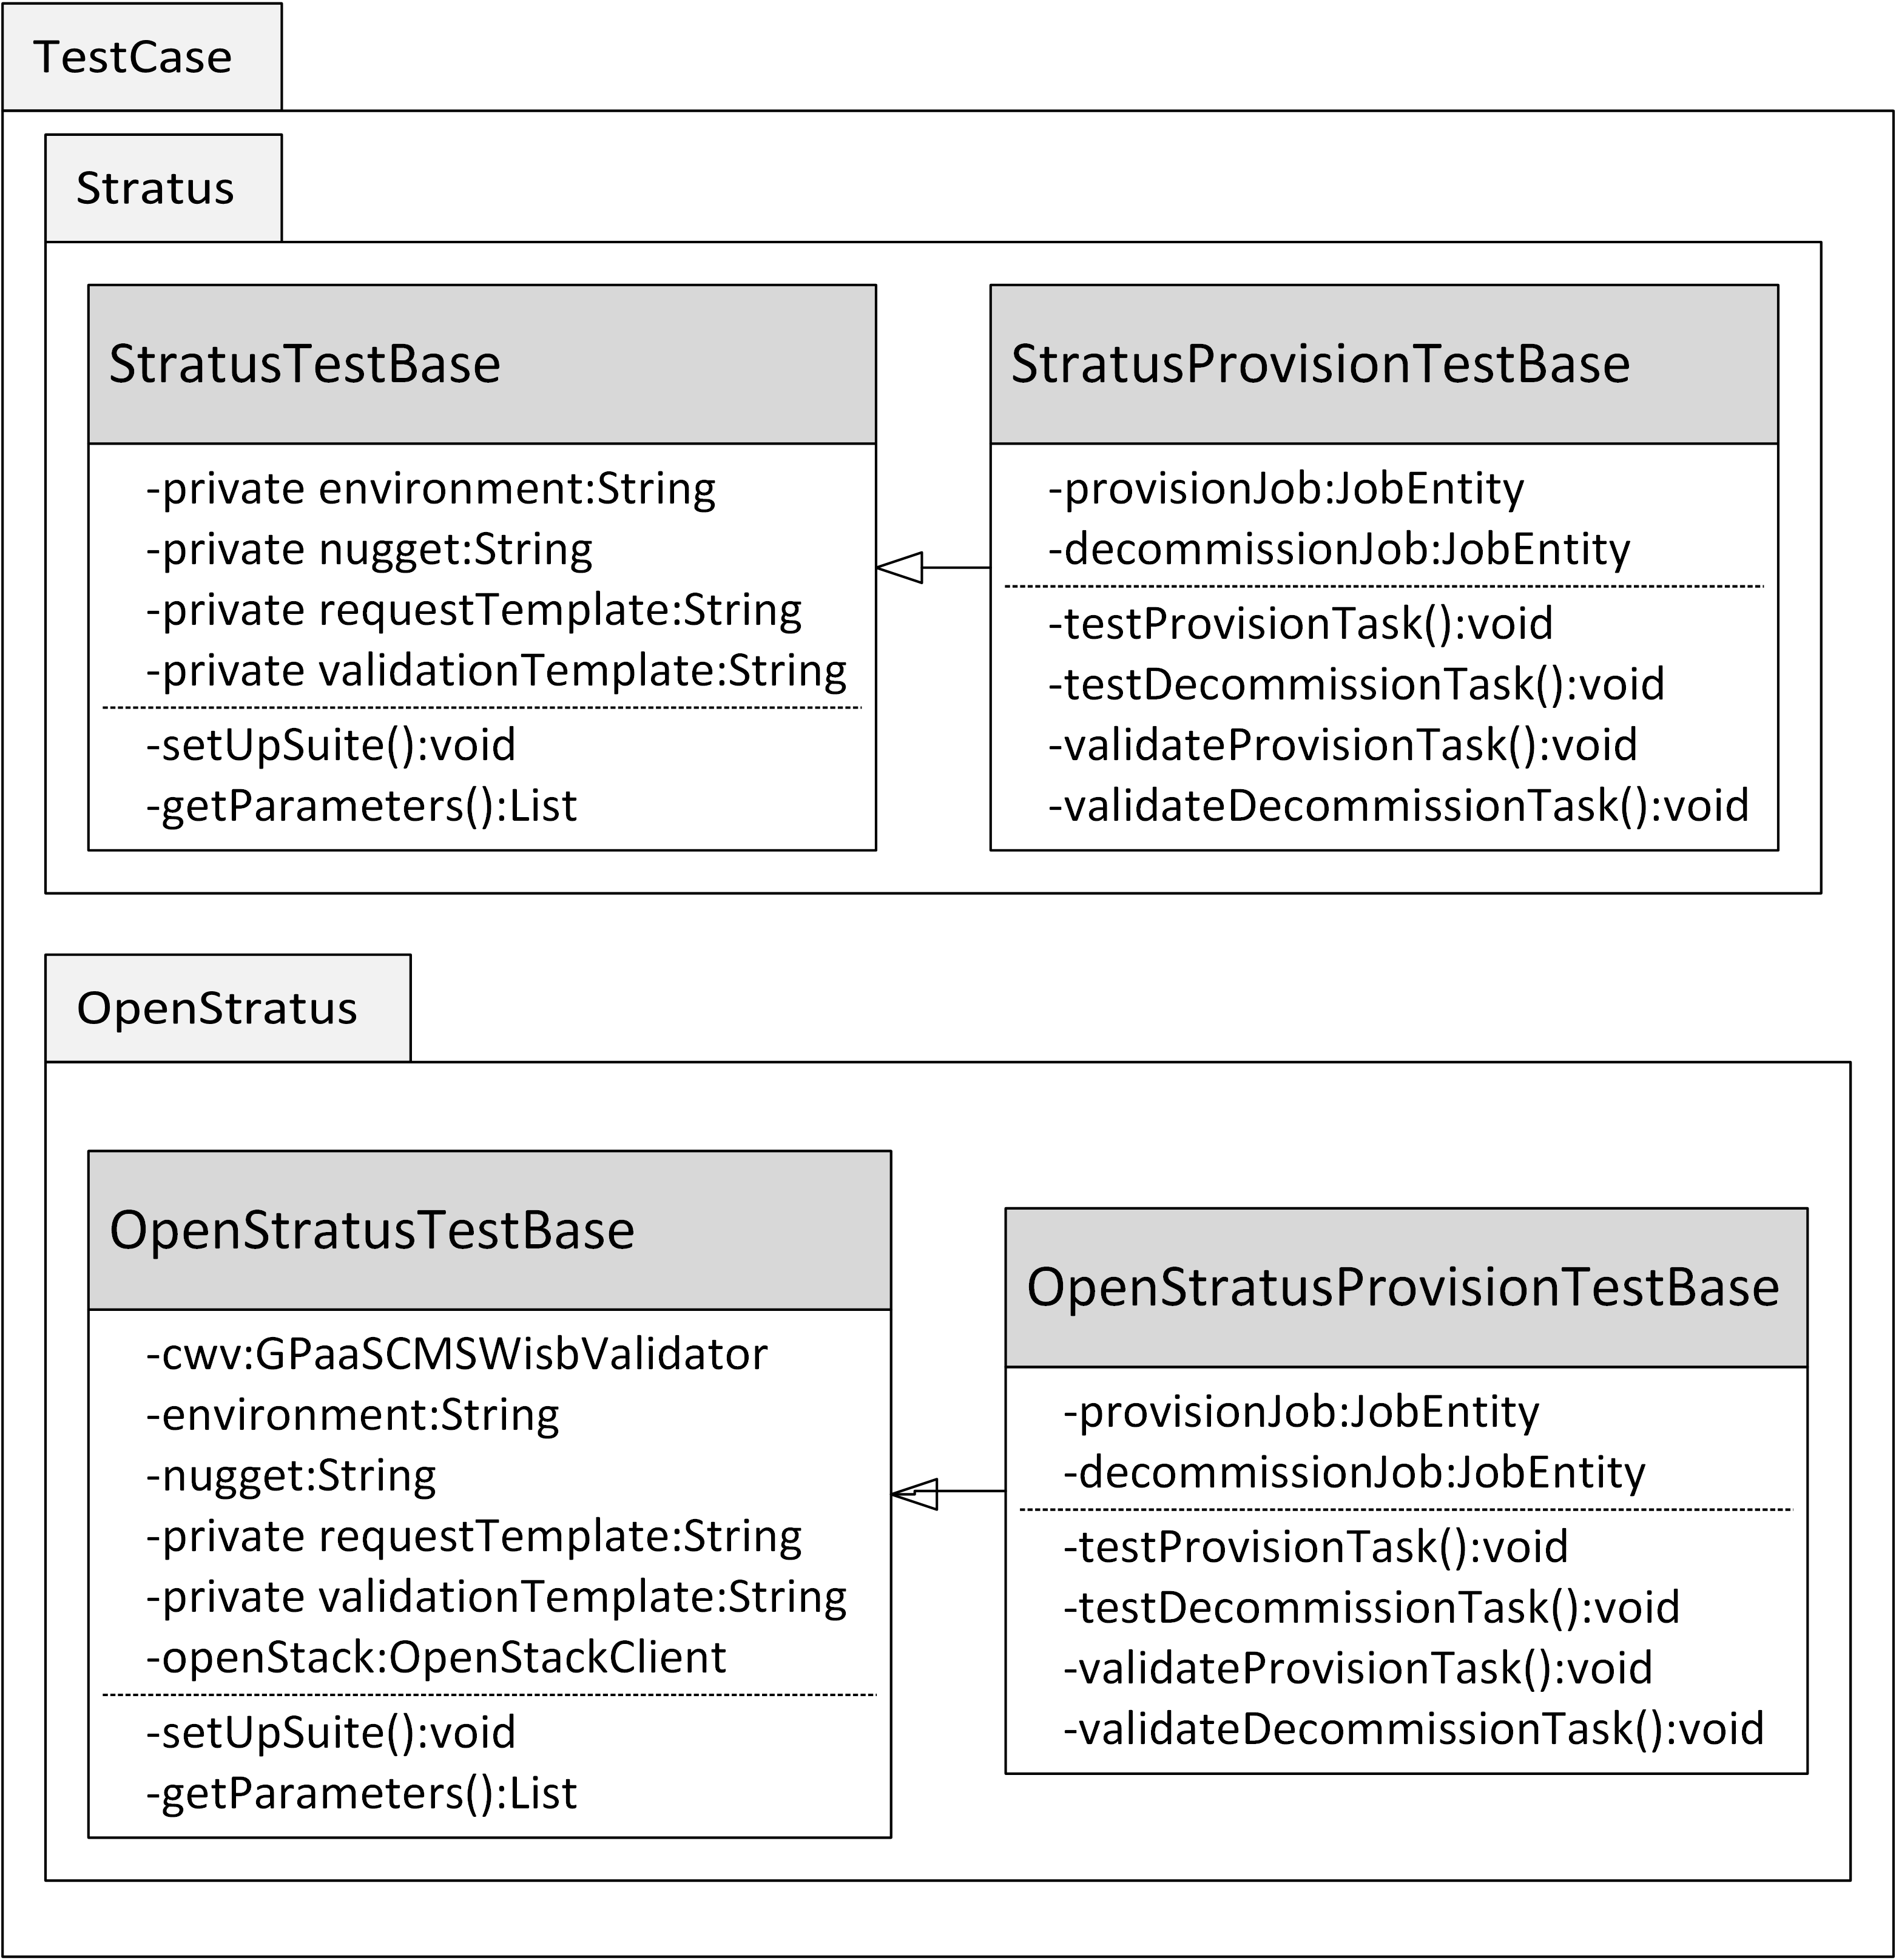 TestCase
Stratus
StratusTestBase
-private environment:String
-private nugget:String
-private requestTemplate:String
-private validationTemplate:String
-setUpSuite():void
-getParameters():List
StratusProvisionTestBase
-provisionJob:JobEntity
-decommissionJob:JobEntity
-testProvisionTask():void
-testDecommissionTask():void
-validateProvisionTask():void
-validateDecommissionTask():void
OpenStratus
OpenStratusTestBase
-cwv:GPaaSCMSWisbValidator
-environment:String
-nugget:String
-private requestTemplate:String
-private validationTemplate:String
-openStack:OpenStackClient
-setUpSuite():void
-getParameters():List
OpenStratusProvisionTestBase
-provisionJob:JobEntity
-decommissionJob:JobEntity
-testProvisionTask():void
-testDecommissionTask():void
-validateProvisionTask():void
-validateDecommissionTask():void